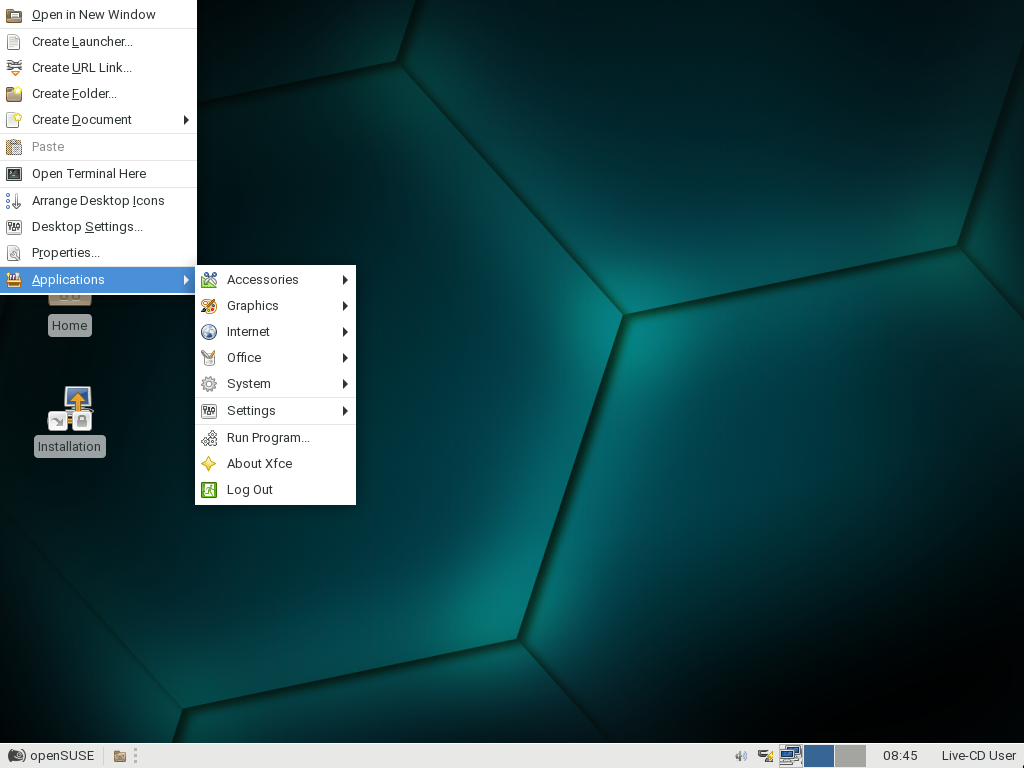 Open in New Window
Create Launcher...
Create URL Link...
Create Folder...
Create Document
Paste
Open Terminal Here
Arrange Desktop Icons
Desktop Settings...
Properties...
Applications
Accessories
Graphics
Internet
Office
System
Settings
Run Program...
About Xfce
Log Out
Home
Installation
openSUSE
08:45
Live-CD User